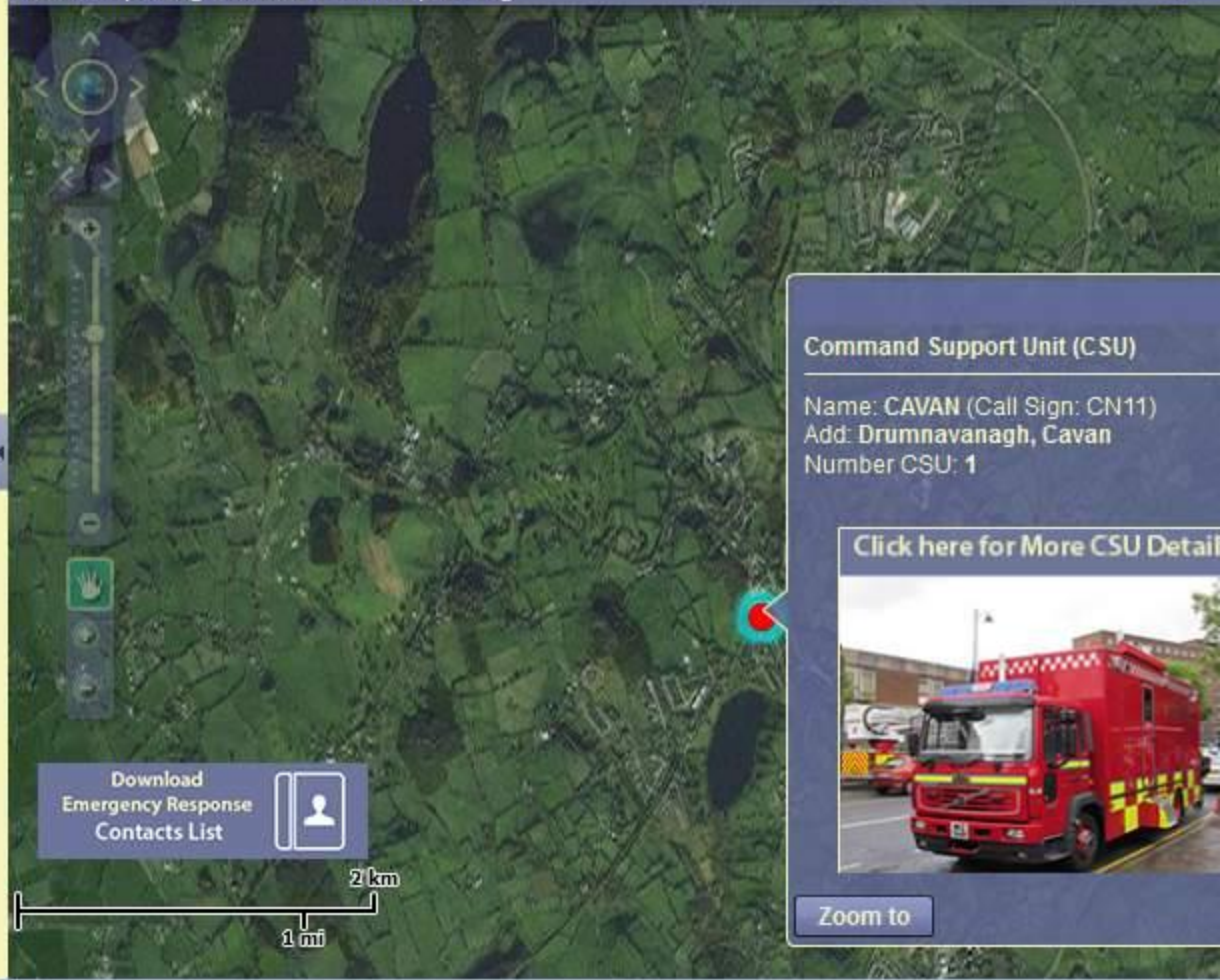 Command Support Unit (CSU)
Name: CAVAN (Call Sign: CN11)
Add: Drumnavanagh, Cavan
Number CSU: 1
Click here for More CSU Detail
Zoom to
Download
Emergency Response
Contacts List
2 km
1 mi